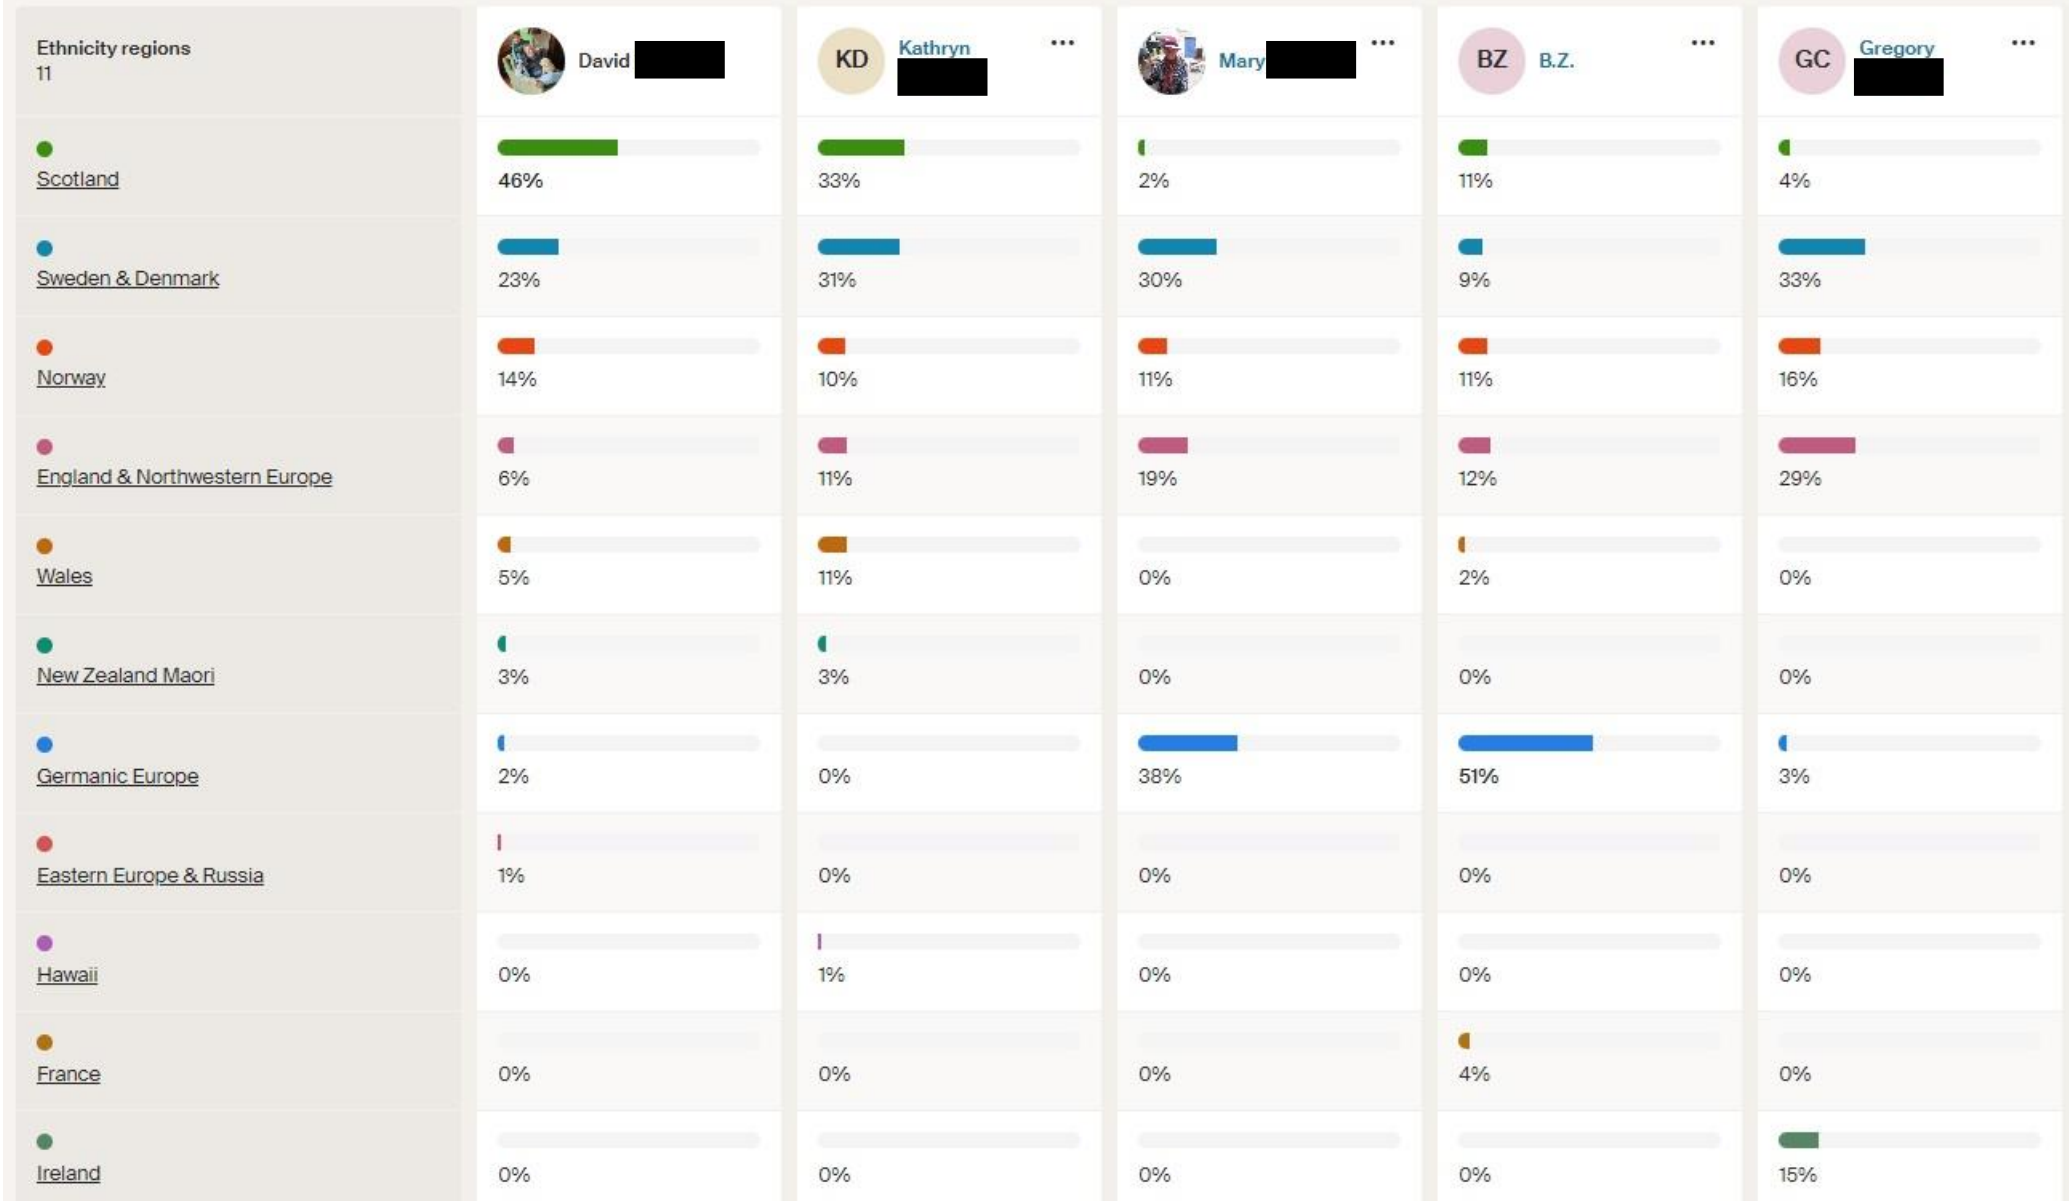 Ethnicity regions
11
David
KD Kathryn ...
Mary ...
BZ B.Z. ...
GC Gregory ...
Scotland
46% 33% 2% 11% 4%
Sweden & Denmark
23% 31% 30% 9% 33%
Norway
14% 10% 11% 11% 16%
England & Northwestern Europe
6% 11% 19% 12% 29%
Wales
5% 11% 0% 2% 0%
New Zealand Maori
3% 3% 0% 0% 0%
Germanic Europe
2% 0% 38% 51% 3%
Eastern Europe & Russia
1% 0% 0% 0% 0%
Hawaii
0% 1% 0% 0% 0%
France
0% 0% 0% 4% 0%
Ireland
0% 0% 0% 0% 15%